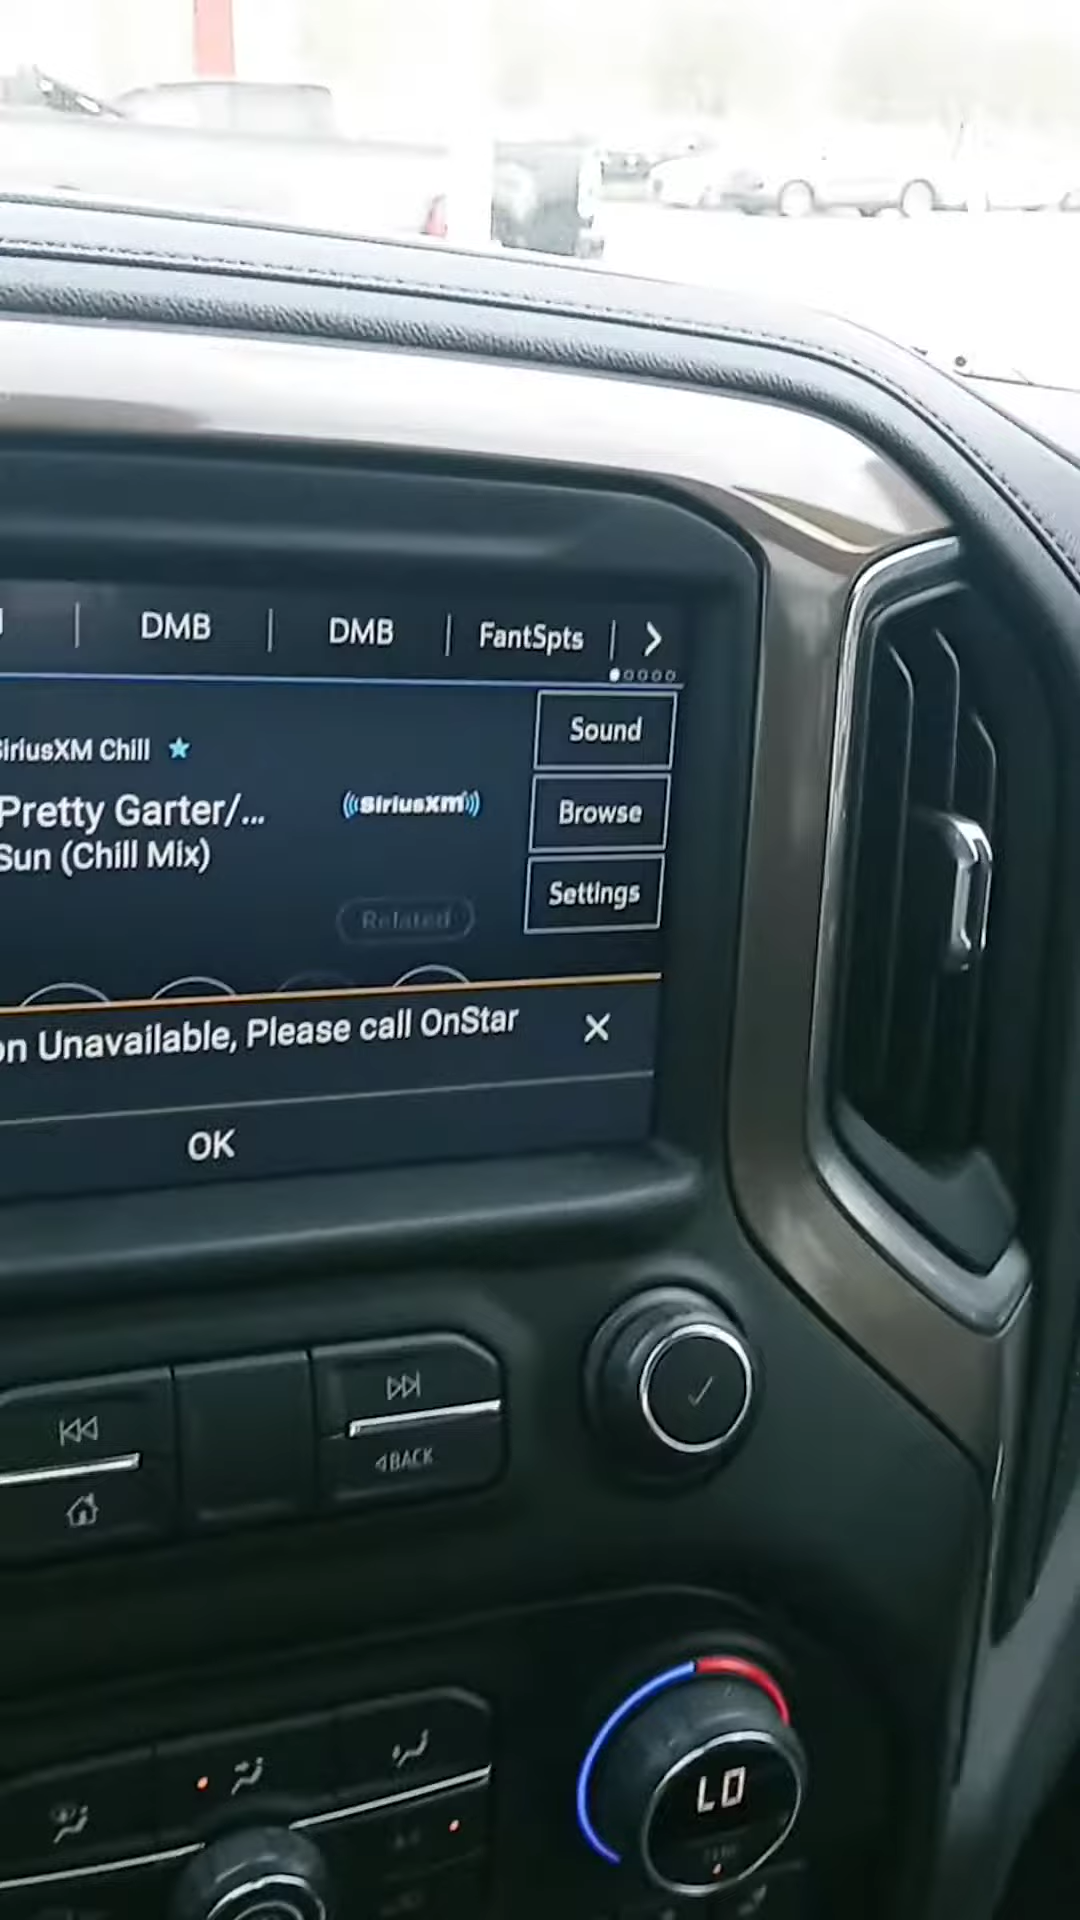 DMB
DMB
FantSpts
SiriusXM Chill
Sound
Pretty Garter/...
SiriusXM
Browse
Sun (Chill Mix)
Settings
Related
on Unavailable, Please call OnStar
OK
BACK
LO